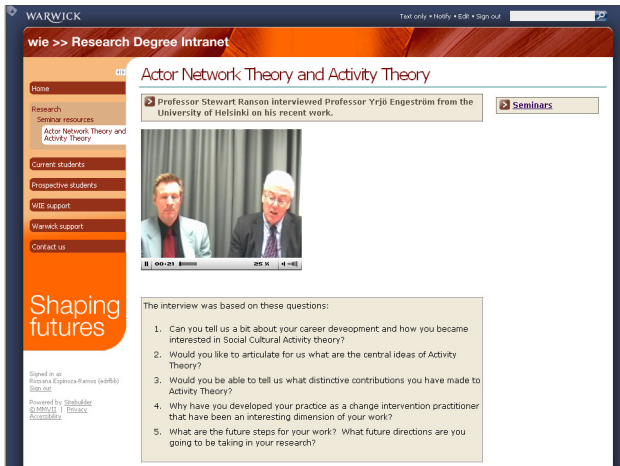 WARWICK
Text only • Notify • Edit • Sign out
wie >> Research Degree Intranet
Home
Research
Seminar resources
Actor Network Theory and
Activity Theory
Current students
Prospective students
WIE support
Warwick support
Contact us
Shaping
futures
Signed in as
Rossana Espinoza-Ramos (edrfbb)
Sign out
Powered by Sitebuilder
© MMVII | Privacy
Accessibility
Actor Network Theory and Activity Theory
Professor Stewart Ranson interviewed Professor Yrjö Engeström from the
University of Helsinki on his recent work.
00:21
25 %
The interview was based on these questions:
1. Can you tell us a bit about your career deveopment and how you became
interested in Social Cultural Activity theory?
2. Would you like to articulate for us what are the central ideas of Activity
Theory?
3. Would you be able to tell us what distinctive contributions you have made to
Activity Theory?
4. Why have you developed your practice as a change intervention practitioner
that have been an interesting dimension of your work?
5. What are the future steps for your work? What future directions are you
going to be taking in your research?
Seminars